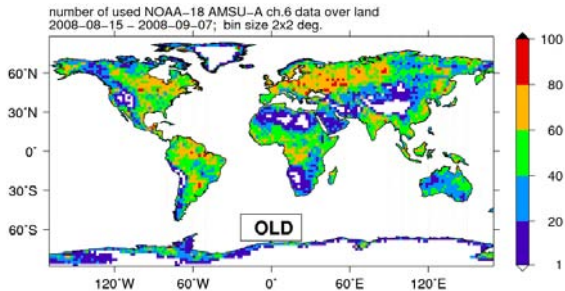 number of used NOAA-18 AMSU-A ch.6 data over land
2008-08-15 - 2008-09-07; bin size 2x2 deg.
100
60°N
80
30°N
60
0°
40
30°S
20
60°S
OLD
1
120°W 60°W 0° 60°E 120°E